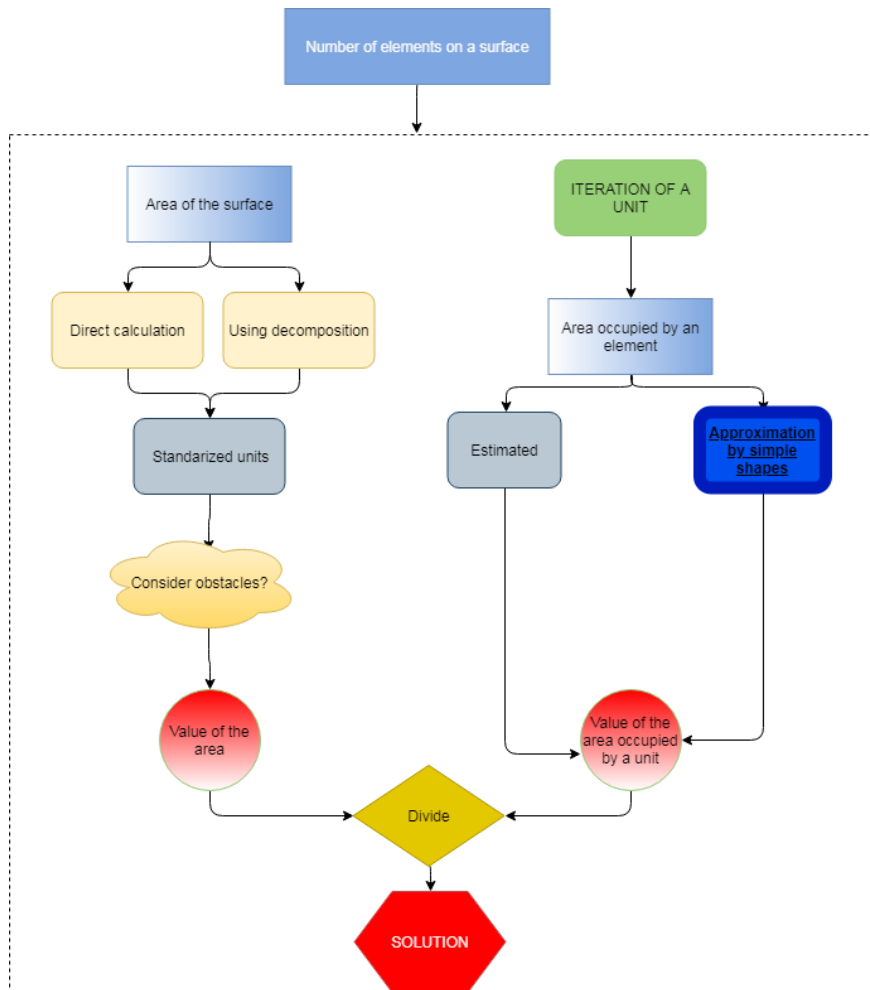 Number of elements on a surface
Area of the surface
ITERATION OF A
UNIT
Direct calculation
Using decomposition
Area occupied by an
element
Standarized units
Estimated
Approximation
by simple
shapes
Consider obstacles?
Value of the
area
Value of the
area occupied
by a unit
Divide
SOLUTION